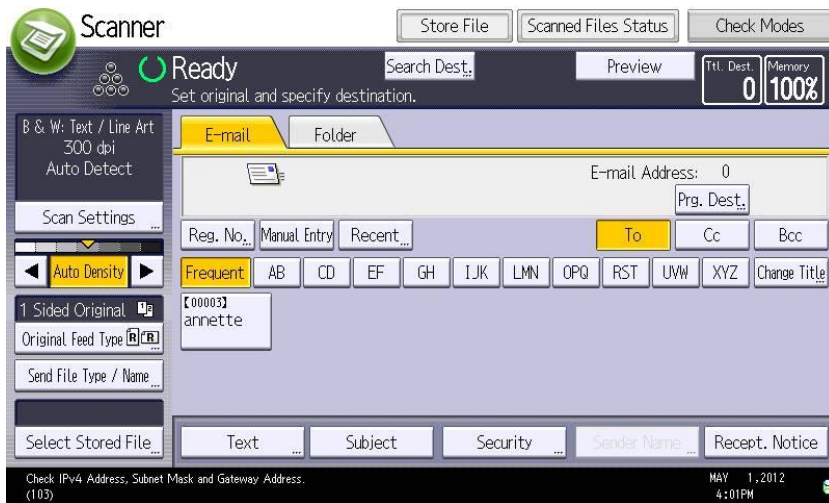 Scanner
Store File
Scanned Files Status
Check Modes
Ready
Search Dest.
Preview
Ttl. Dest.
0
Memory
100%
Set original and specify destination.
B & W: Text / Line Art
300 dpi
Auto Detect
Scan Settings
Auto Density
1 Sided Original
Original Feed Type R R
Send File Type / Name
Select Stored File
E-mail
Folder
E-mail Address: 0
Prg. Dest.
Reg. No.
Manual Entry
Recent
To
Cc
Bcc
Frequent
AB
CD
EF
GH
IJK
LMN
OPQ
RST
UVW
XYZ
Change Title
【00003】
annette
Text
Subject
Security
Sender Name
Recept. Notice
Check IPv4 Address, Subnet Mask and Gateway Address.
(103)
MAY 1,2012
4:01PM